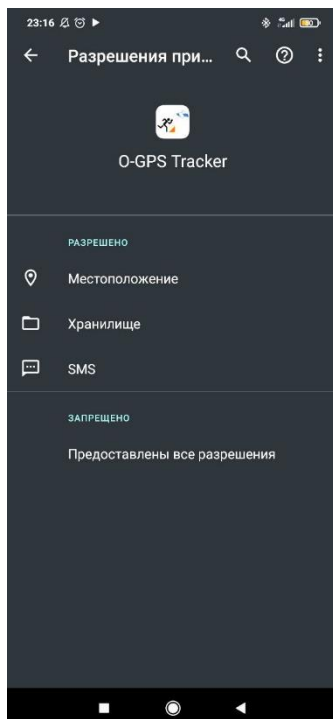 23:16
Разрешения при...
O-GPS Tracker
РАЗРЕШЕНО
Местоположение
Хранилище
SMS
ЗАПРЕЩЕНО
Предоставлены все разрешения